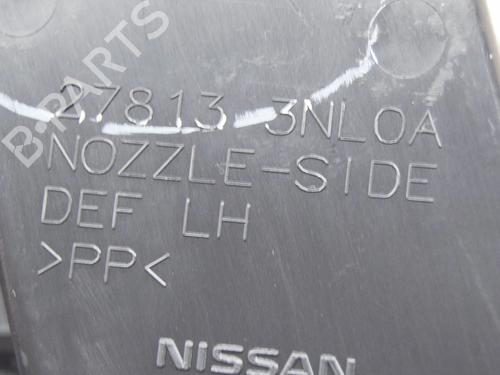 B-PARTS
27813 3NL0A
NOZZLE-SIDE
DEF LH
>PP<
NISSAN